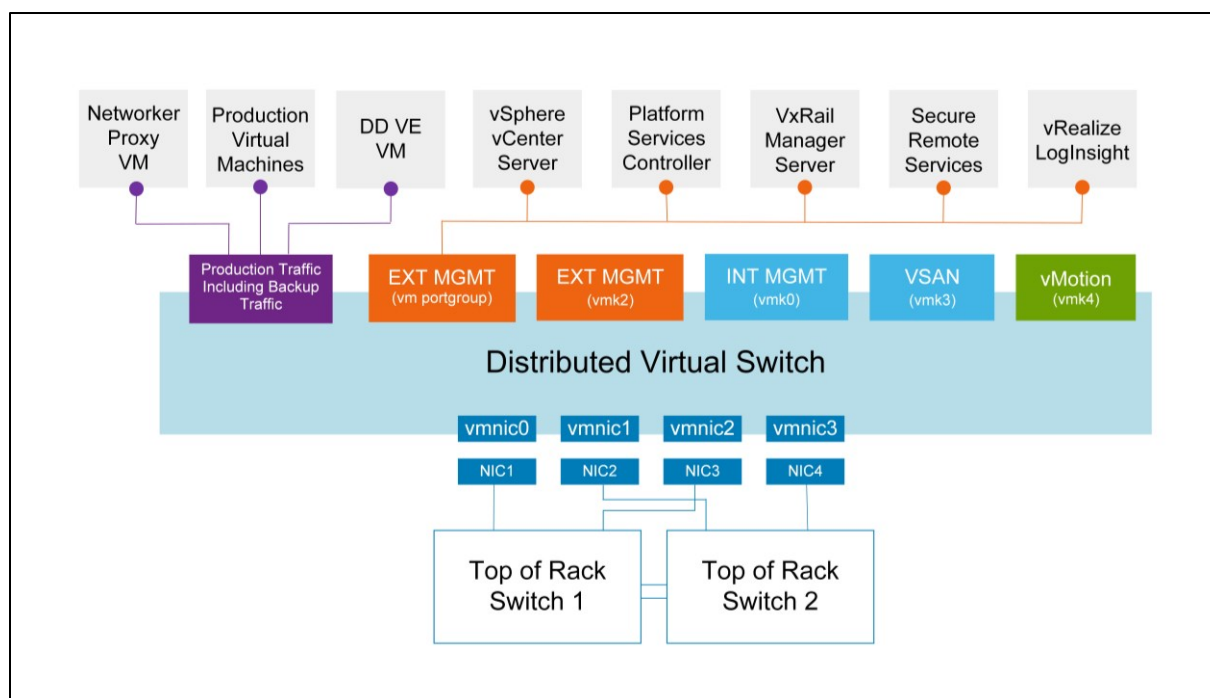 Networker
Proxy
VM
Production
Virtual
Machines
DD VE
VM
vSphere
vCenter
Server
Platform
Services
Controller
VxRail
Manager
Server
Secure
Remote
Services
vRealize
LogInsight
Production Traffic
Including Backup
Traffic
EXT MGMT
(vm portgroup)
EXT MGMT
(vmk2)
INT MGMT
(vmk0)
VSAN
(vmk3)
vMotion
(vmk4)
Distributed Virtual Switch
vmnic0
vmnic1
vmnic2
vmnic3
NIC1
NIC2
NIC3
NIC4
Top of Rack
Switch 1
Top of Rack
Switch 2